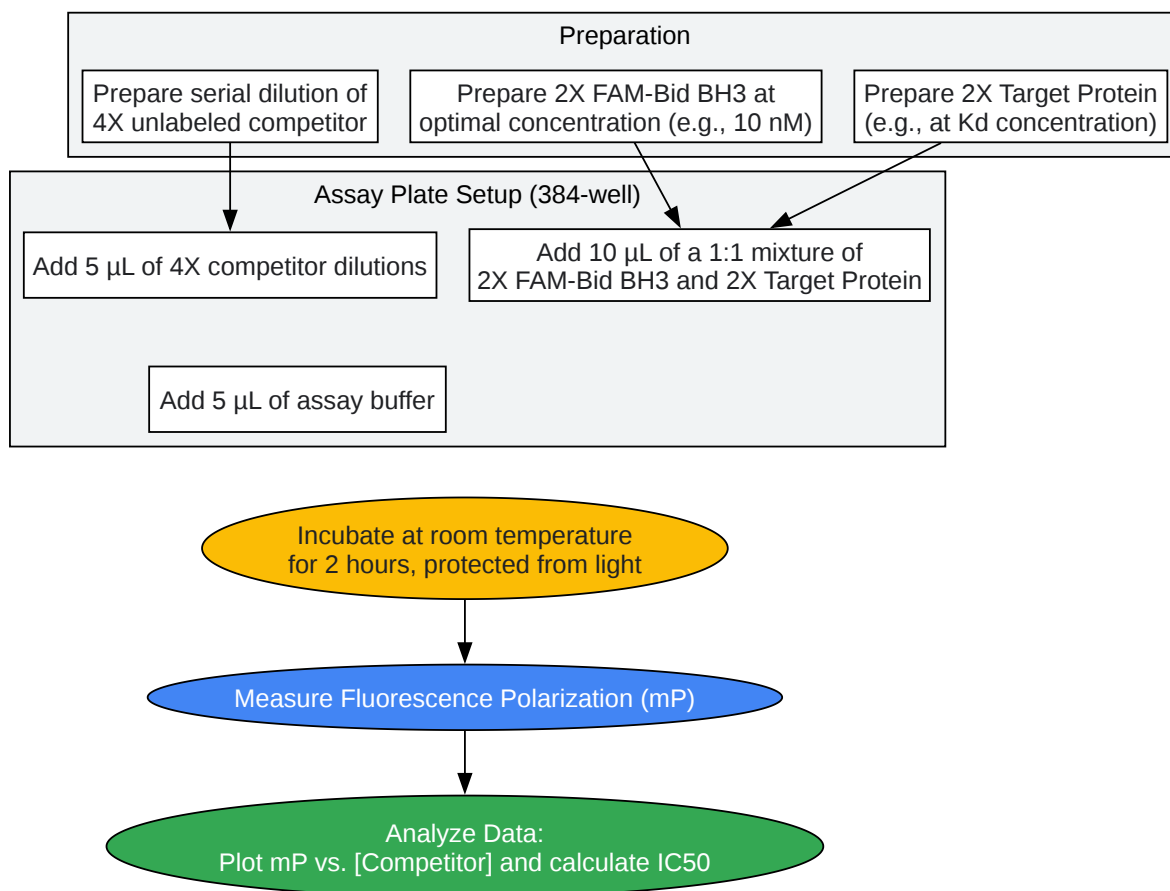 Preparation
Prepare serial dilution of
4X unlabeled competitor
Prepare 2X FAM-Bid BH3 at
optimal concentration (e.g., 10 nM)
Prepare 2X Target Protein
(e.g., at Kd concentration)
Assay Plate Setup (384-well)
Add 5 µL of 4X competitor dilutions
Add 10 µL of a 1:1 mixture of
2X FAM-Bid BH3 and 2X Target Protein
Add 5 µL of assay buffer
Incubate at room temperature
for 2 hours, protected from light
Measure Fluorescence Polarization (mP)
Analyze Data:
Plot mP vs. [Competitor] and calculate IC50